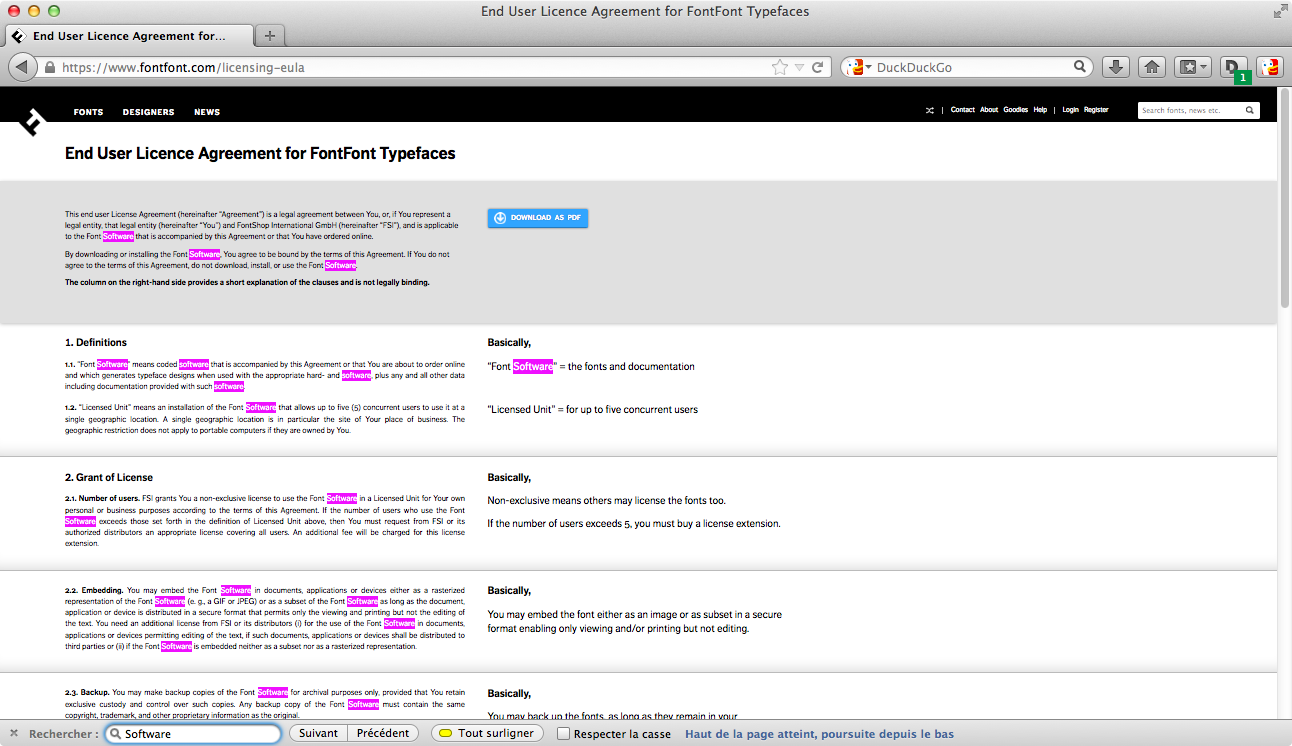 End User Licence Agreement for FontFont Typefaces
End User Licence Agreement for...
https://www.fontfont.com/licensing-eula
DuckDuckGo
1
FONTS DESIGNERS NEWS
| Contact About Goodies Help | Login Register
Search fonts, news etc.
End User Licence Agreement for FontFont Typefaces
This end user License Agreement (hereinafter “Agreement”) is a legal agreement between You, or, if You represent a
legal entity, that legal entity (hereinafter “You”) and FontShop International GmbH (hereinafter “FSI”), and is applicable
to the Font Software that is accompanied by this Agreement or that You have ordered online.
DOWNLOAD AS PDF
By downloading or installing the Font Software, You agree to be bound by the terms of this Agreement. If You do not
agree to the terms of this Agreement, do not download, install, or use the Font Software.
The column on the right-hand side provides a short explanation of the clauses and is not legally binding.
1. Definitions
1.1. “Font Software” means coded software that is accompanied by this Agreement or that You are about to order online
and which generates typeface designs when used with the appropriate hard- and software, plus any and all other data
including documentation provided with such software.
1.2. “Licensed Unit” means an installation of the Font Software that allows up to five (5) concurrent users to use it at a
single geographic location. A single geographic location is in particular the site of Your place of business. The
geographic restriction does not apply to portable computers if they are owned by You.
Basically,
"Font Software" = the fonts and documentation
"Licensed Unit" = for up to five concurrent users
2. Grant of License
2.1. Number of users. FSI grants You a non-exclusive license to use the Font Software in a Licensed Unit for Your own
personal or business purposes according to the terms of this Agreement. If the number of users who use the Font
Software exceeds those set forth in the definition of Licensed Unit above, then You must request from FSI or its
authorized distributors an appropriate license covering all users. An additional fee will be charged for this license
extension.
Basically,
Non-exclusive means others may license the fonts too.
If the number of users exceeds 5, you must buy a license extension.
2.2. Embedding. You may embed the Font Software in documents, applications or devices either as a rasterized
representation of the Font Software (e. g., a GIF or JPEG) or as a subset of the Font Software as long as the document,
application or device is distributed in a secure format that permits only the viewing and printing but not the editing of
the text. You need an additional license from FSI or its distributors (i) for the use of the Font Software in documents,
applications or devices permitting editing of the text, if such documents, applications or devices shall be distributed to
third parties or (ii) if the Font Software is embedded neither as a subset nor as a rasterized representation.
Basically,
You may embed the font either as an image or as subset in a secure
format enabling only viewing and/or printing but not editing.
2.3. Backup. You may make backup copies of the Font Software for archival purposes only, provided that You retain
exclusive custody and control over such copies. Any backup copy of the Font Software must contain the same
copyright, trademark, and other proprietary information as the original.
Basically,
You may back up the fonts, as long as they remain in your
Rechercher : Software Suivant Précédent Tout surligner Respecter la casse Haut de la page atteint, poursuite depuis le bas